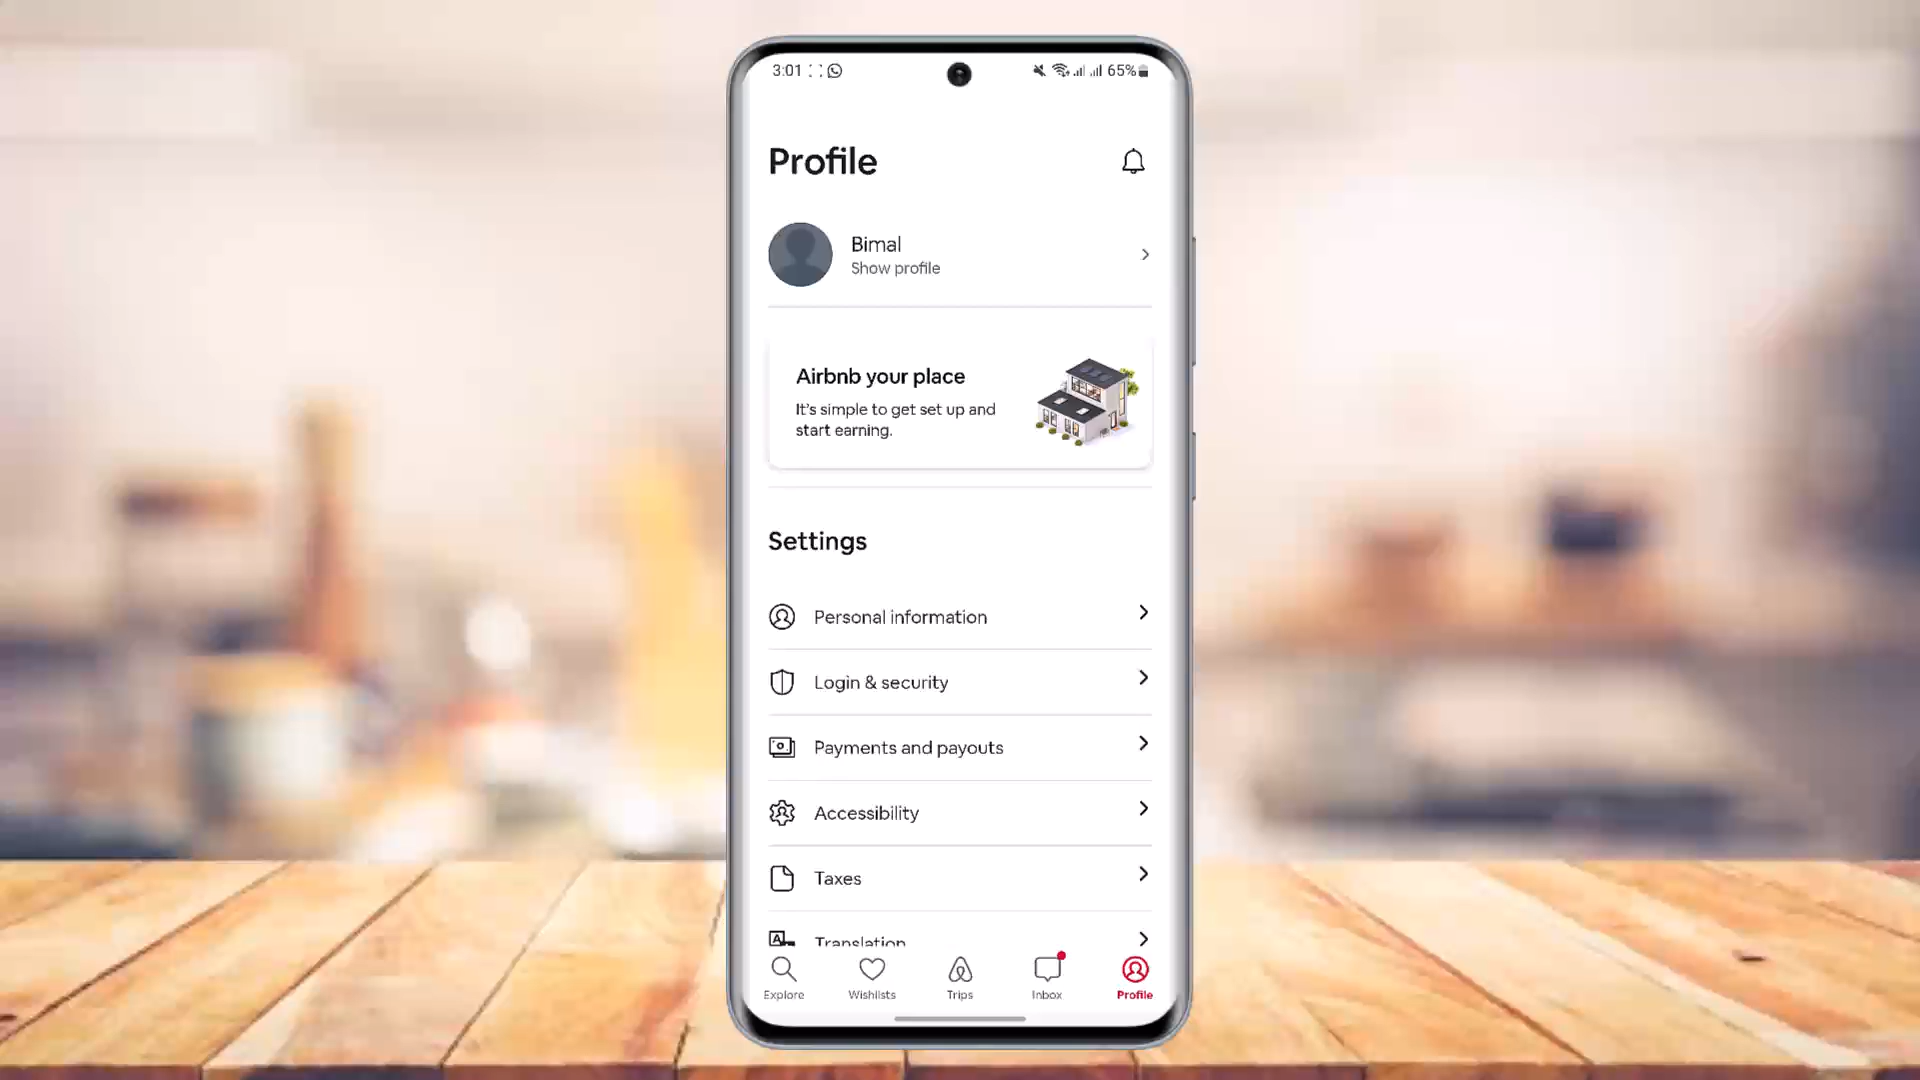 3:01
65%
Profile
Bimal
Show profile
Airbnb your place
It's simple to get set up and
start earning.
Settings
Personal information
Login & security
Payments and payouts
Accessibility
Taxes
Translation
Explore
Wishlists
Trips
Inbox
Profile